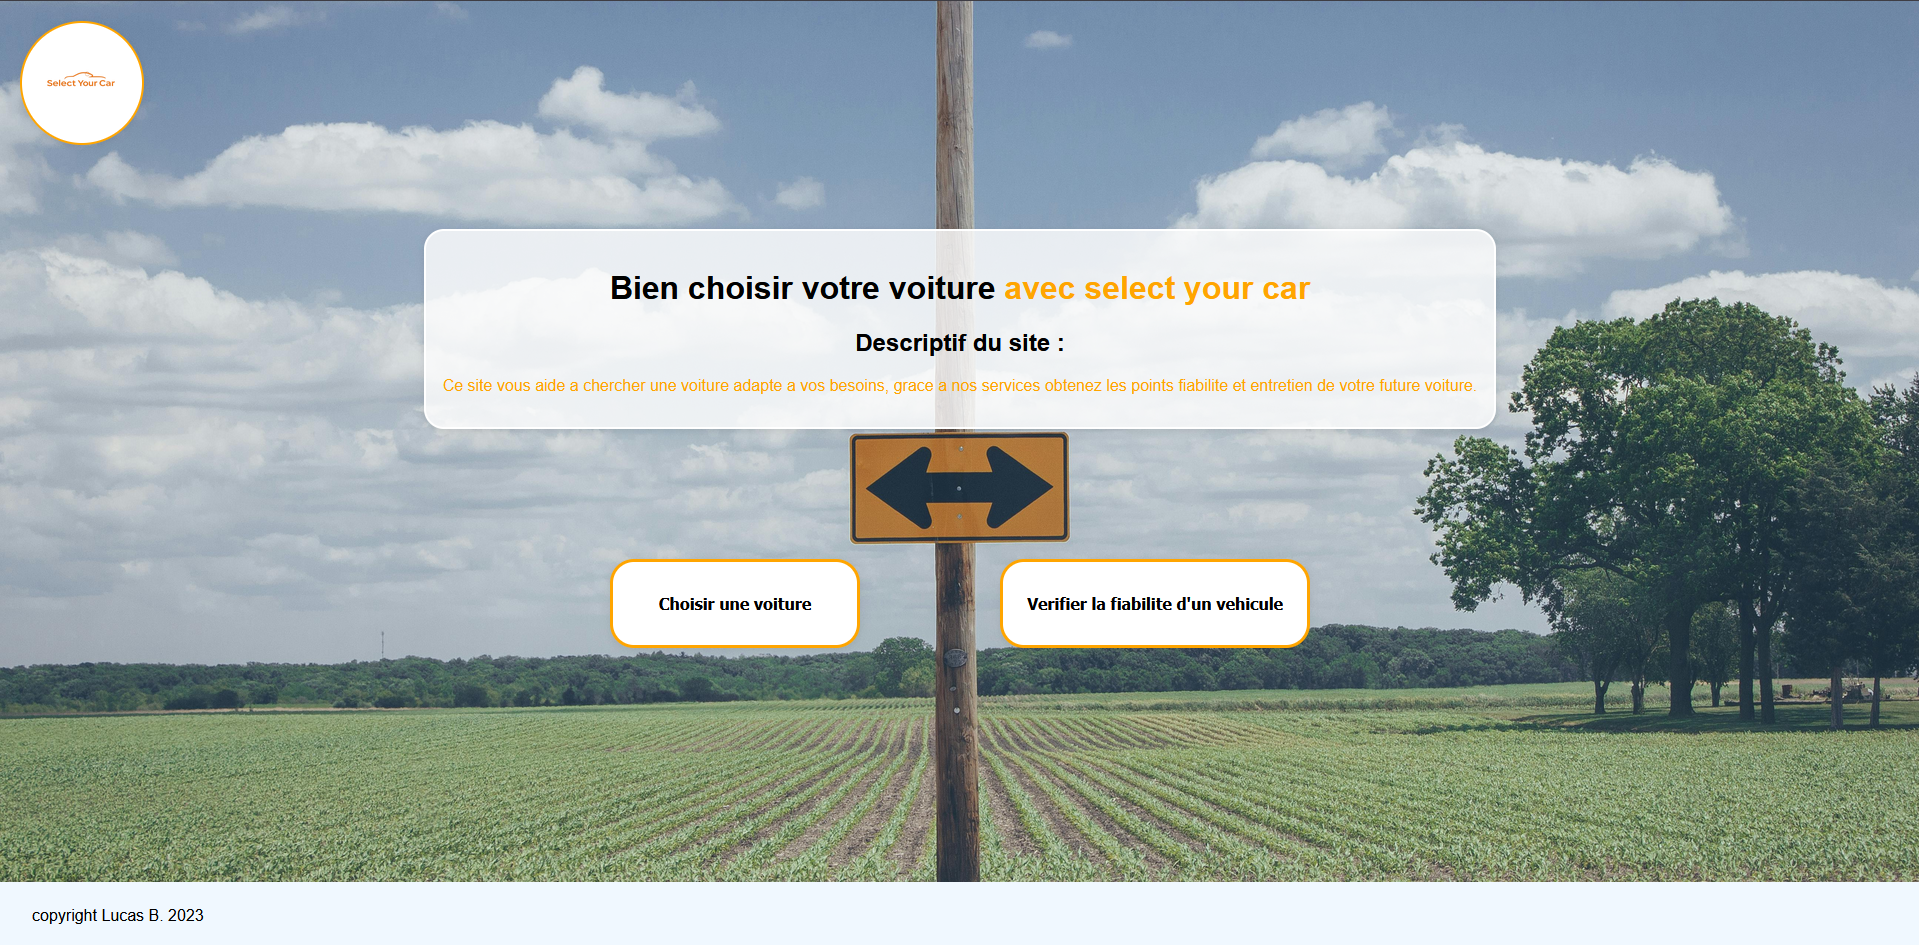 Select Your Car
Bien choisir votre voiture avec select your car
Descriptif du site :
Ce site vous aide a chercher une voiture adapte a vos besoins, grace a nos services obtenez les points fiabilite et entretien de votre future voiture.
Choisir une voiture
Verifier la fiabilite d'un vehicule
copyright Lucas B. 2023